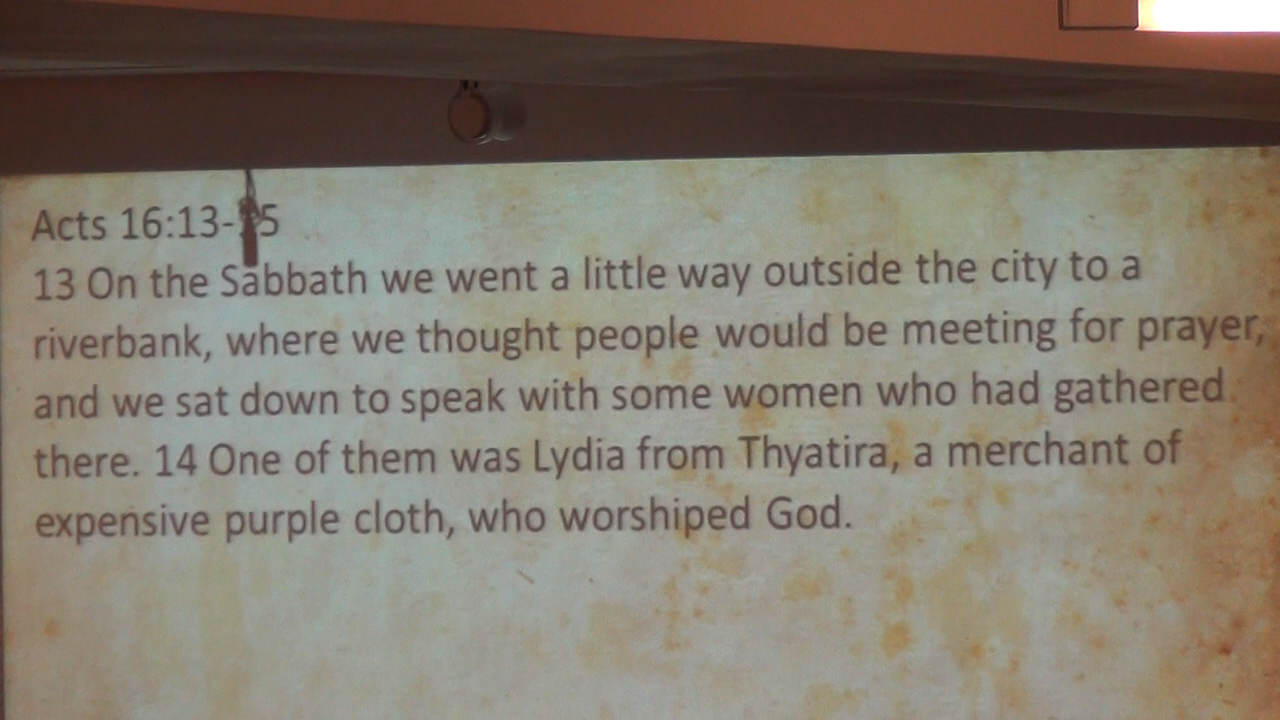 Acts 16:13-15
13 On the Sabbath we went a little way outside the city to a
riverbank, where we thought people would be meeting for prayer,
and we sat down to speak with some women who had gathered
there. 14 One of them was Lydia from Thyatira, a merchant of
expensive purple cloth, who worshiped God.